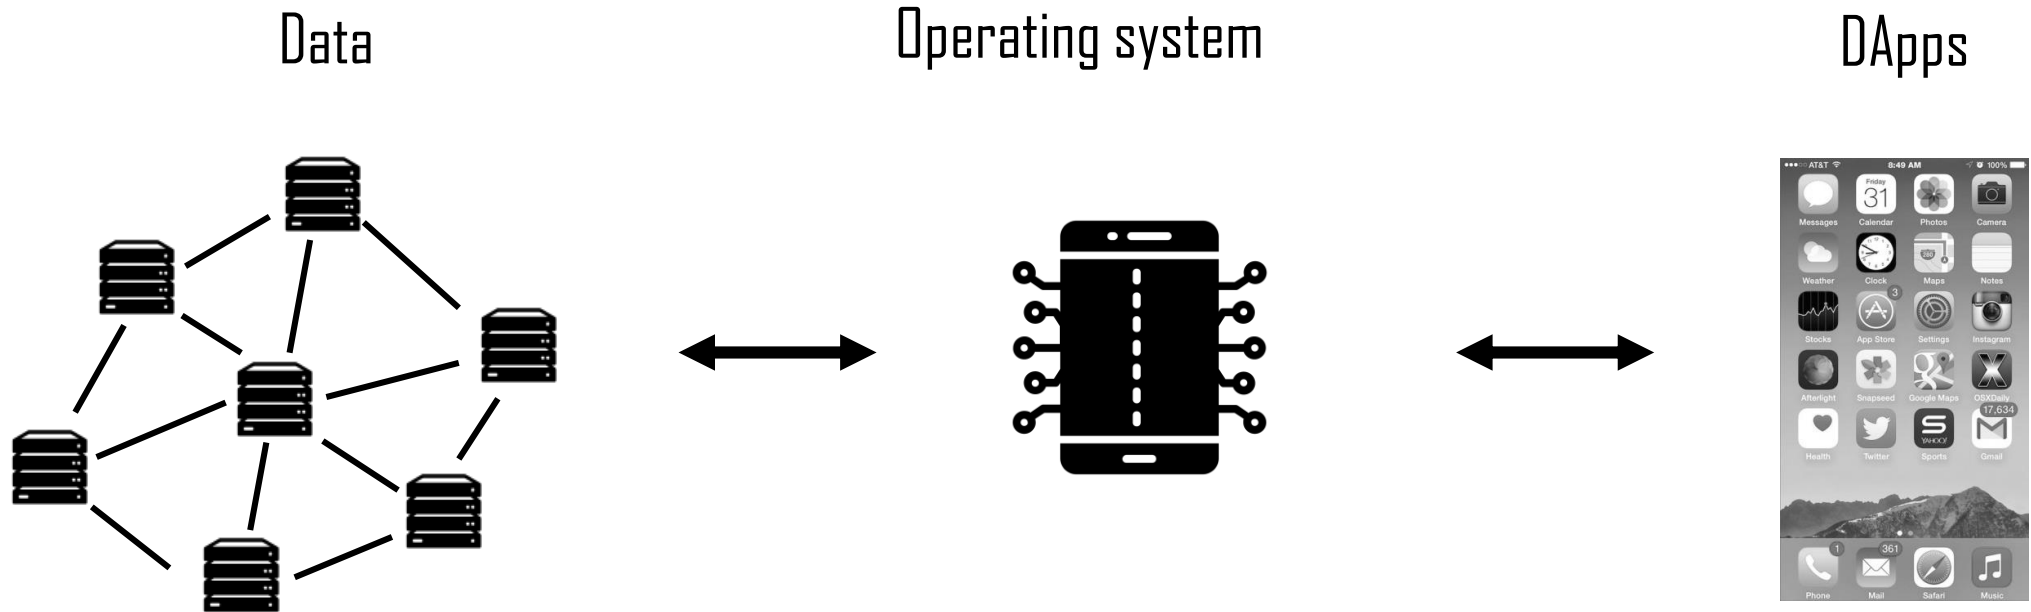 Data
Operating system
DApps
AT&T 8:49 AM 100%
Friday
31
Messages Calendar Photos Camera
280
Weather Clock Maps Notes
3
Stocks App Store Settings Instagram
Afterlight Snapseed Google Maps OSXDaily
17,634
S
YAHOO!
Health Twitter Sports Gmail
1 361
Phone Mail Safari Music